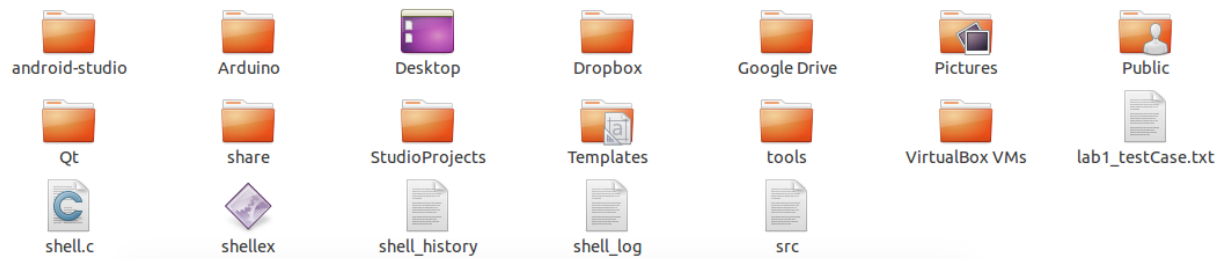 android-studio Arduino Desktop Dropbox Google Drive Pictures Public
Qt share StudioProjects Templates tools VirtualBox VMs lab1_testCase.txt
shell.c shellex shell_history shell_log src